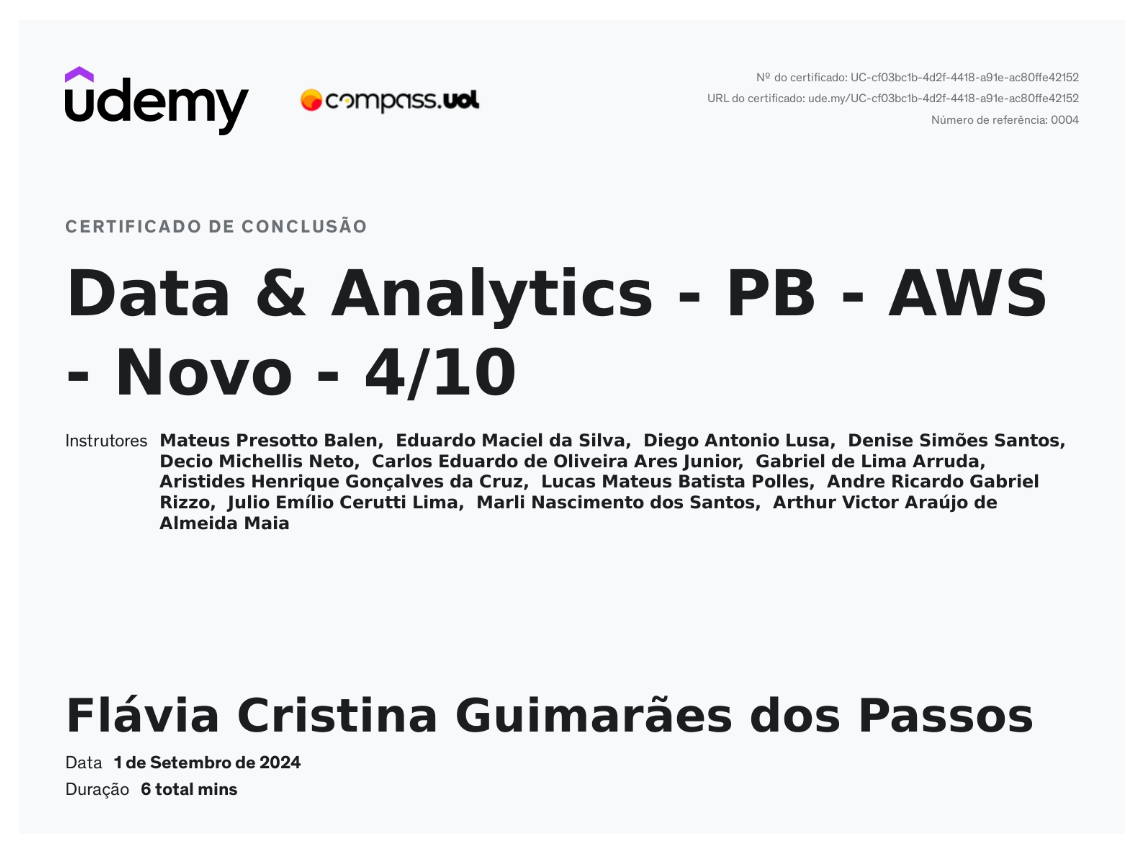 udemy
compass.uol
Nº do certificado: UC-cf03bc1b-4d2f-4418-a91e-ac80ffe42152
URL do certificado: ude.my/UC-cf03bc1b-4d2f-4418-a91e-ac80ffe42152
Número de referência: 0004
CERTIFICADO DE CONCLUSÃO
Data & Analytics - PB - AWS
- Novo - 4/10
Instrutores Mateus Presotto Balen, Eduardo Maciel da Silva, Diego Antonio Lusa, Denise Simões Santos,
Decio Michellis Neto, Carlos Eduardo de Oliveira Ares Junior, Gabriel de Lima Arruda,
Aristides Henrique Gonçalves da Cruz, Lucas Mateus Batista Polles, Andre Ricardo Gabriel
Rizzo, Julio Emílio Cerutti Lima, Marli Nascimento dos Santos, Arthur Victor Araújo de
Almeida Maia
Flávia Cristina Guimarães dos Passos
Data 1 de Setembro de 2024
Duração 6 total mins